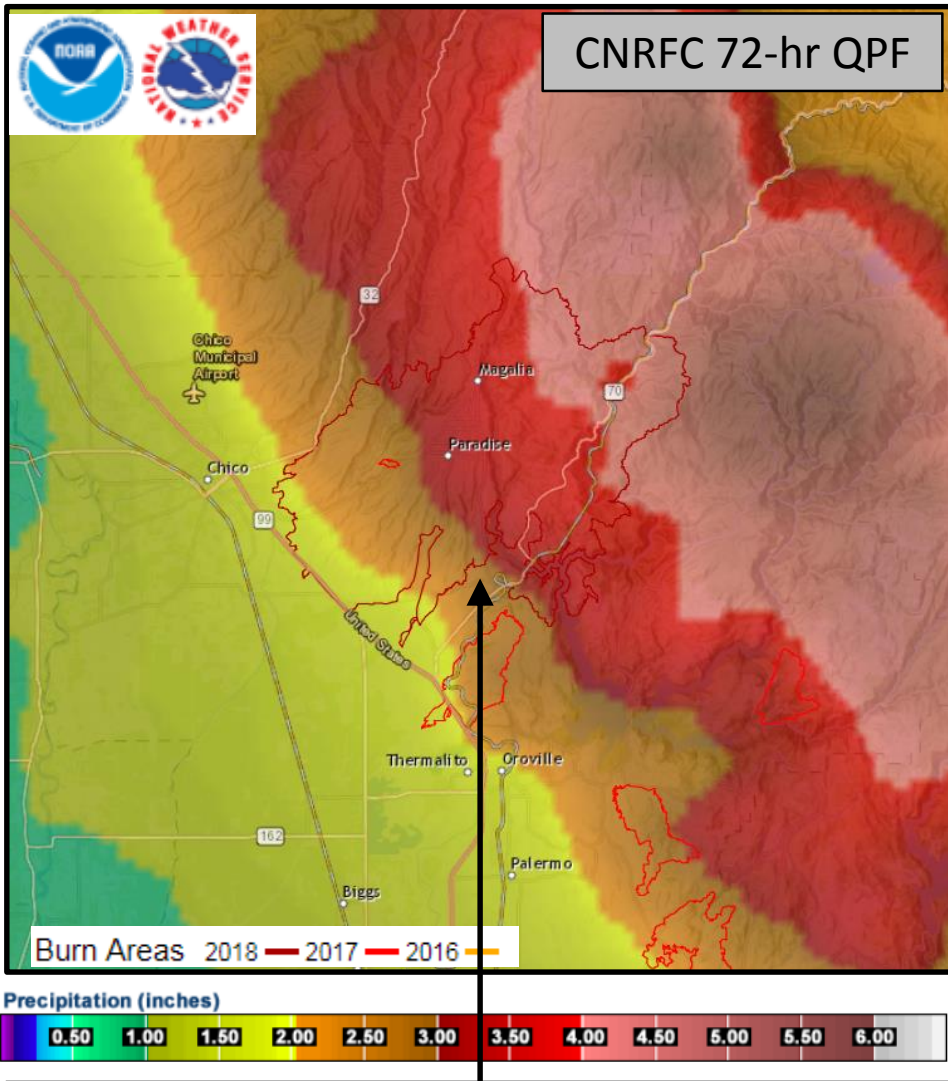 NOAA
NATIONAL WEATHER SERVICE
CNRFC 72-hr QPF
32
Chico
Municipal
Airport
Magalia
70
Paradise
Chico
99
United States
Thermalito
Oroville
162
Palermo
Biggs
Burn Areas 2018 2017 2016
Precipitation (inches)
0.50 1.00 1.50 2.00 2.50 3.00 3.50 4.00 4.50 5.00 5.50 6.00